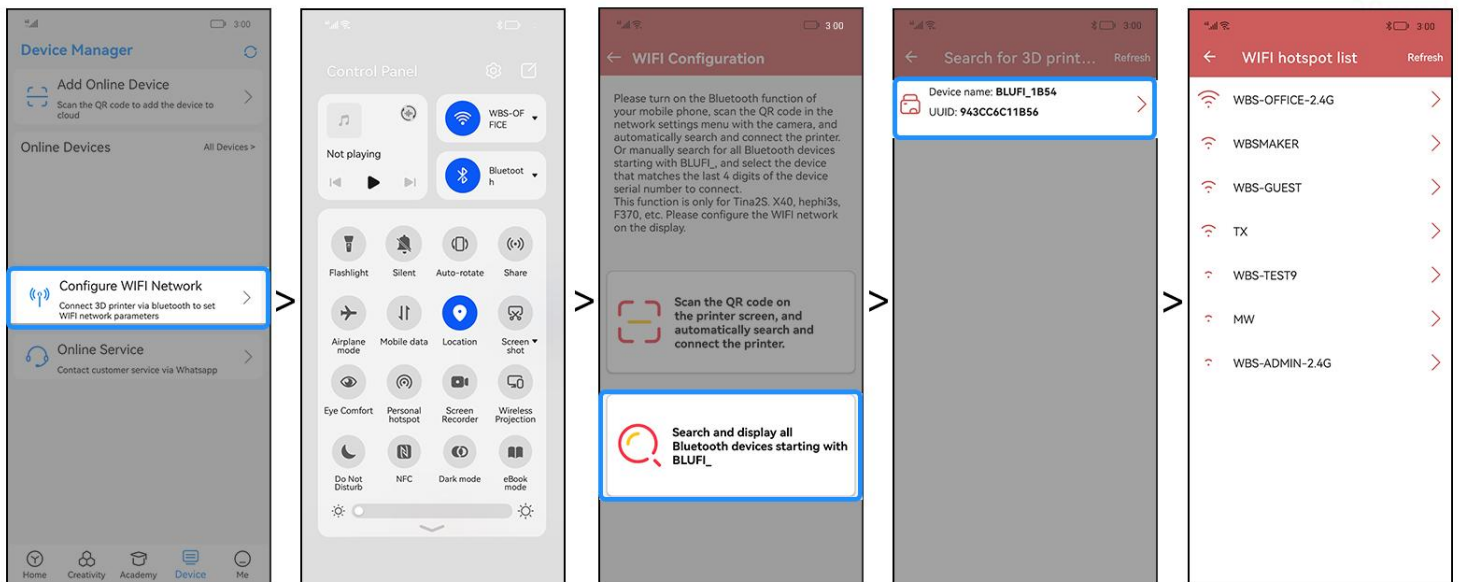 3:00
Device Manager
Add Online Device
Scan the QR code to add the device to
cloud
Online Devices
All Devices >
Configure WIFI Network
Connect 3D printer via bluetooth to set
WIFI network parameters
Online Service
Contact customer service via Whatsapp
Home
Creativity
Academy
Device
Me
>
3:00
Control Panel
Not playing
WBS-OF
FICE
Bluetoot
h
Flashlight
Silent
Auto-rotate
Share
Airplane
mode
Mobile data
Location
Screen
shot
Eye Comfort
Personal
hotspot
Screen
Recorder
Wireless
Projection
Do Not
Disturb
NFC
Dark mode
eBook
mode
>
3:00
WIFI Configuration
Please turn on the Bluetooth function of
your mobile phone, scan the QR code in the
network settings menu with the camera, and
automatically search and connect the printer.
Or manually search for all Bluetooth devices
starting with BLUFI_, and select the device
that matches the last 4 digits of the device
serial number to connect.
This function is only for Tina2S. X40, hephi3s,
F370, etc. Please configure the WIFI network
on the display.
Scan the QR code on
the printer screen, and
automatically search and
connect the printer.
Search and display all
Bluetooth devices starting with
BLUFI_
>
3:00
Search for 3D print...
Refresh
Device name: BLUFI_1B54
UUID: 943CC6C11B56
>
3:00
WIFI hotspot list
Refresh
WBS-OFFICE-2.4G
WBSMAKER
WBS-GUEST
TX
WBS-TEST9
MW
WBS-ADMIN-2.4G